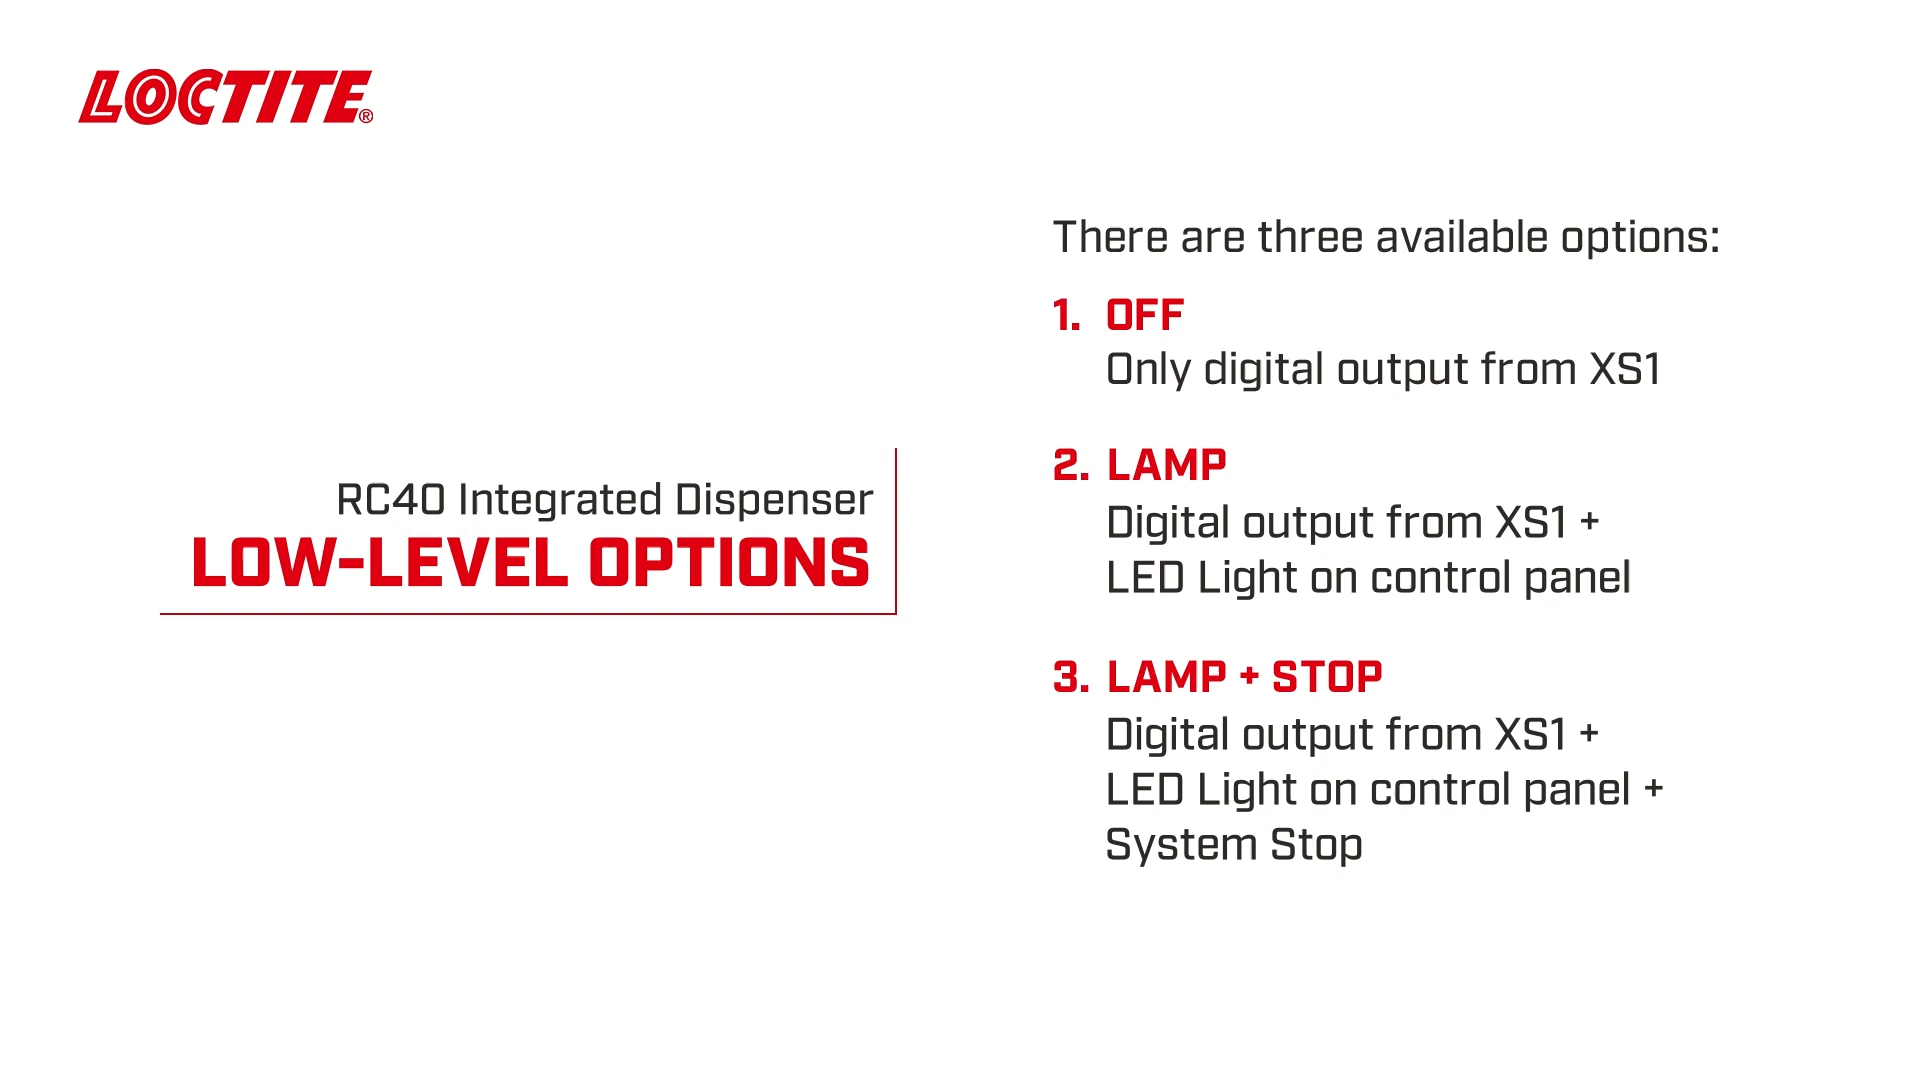 LOCTITE®
RC40 Integrated Dispenser
LOW-LEVEL OPTIONS
There are three available options:
1. OFF
Only digital output from XS1
2. LAMP
Digital output from XS1 +
LED Light on control panel
3. LAMP + STOP
Digital output from XS1 +
LED Light on control panel +
System Stop